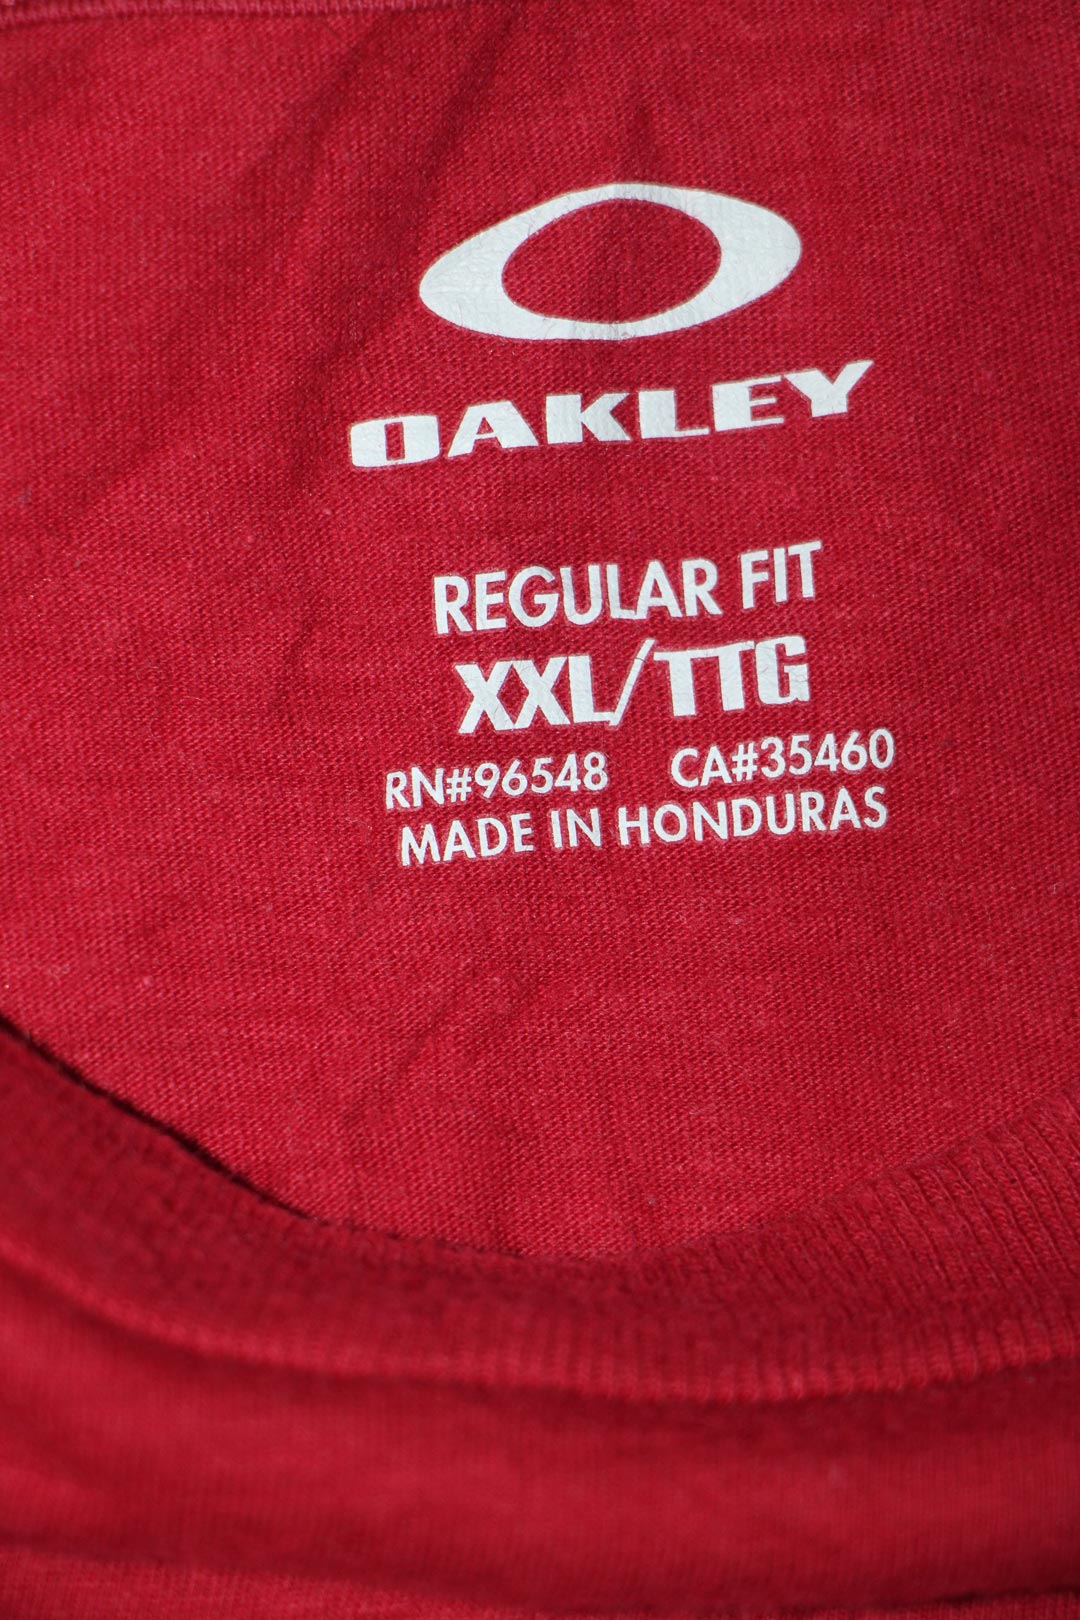 OAKLEY
REGULAR FIT
XXL/TTG
RN#96548 CA#35460
MADE IN HONDURAS